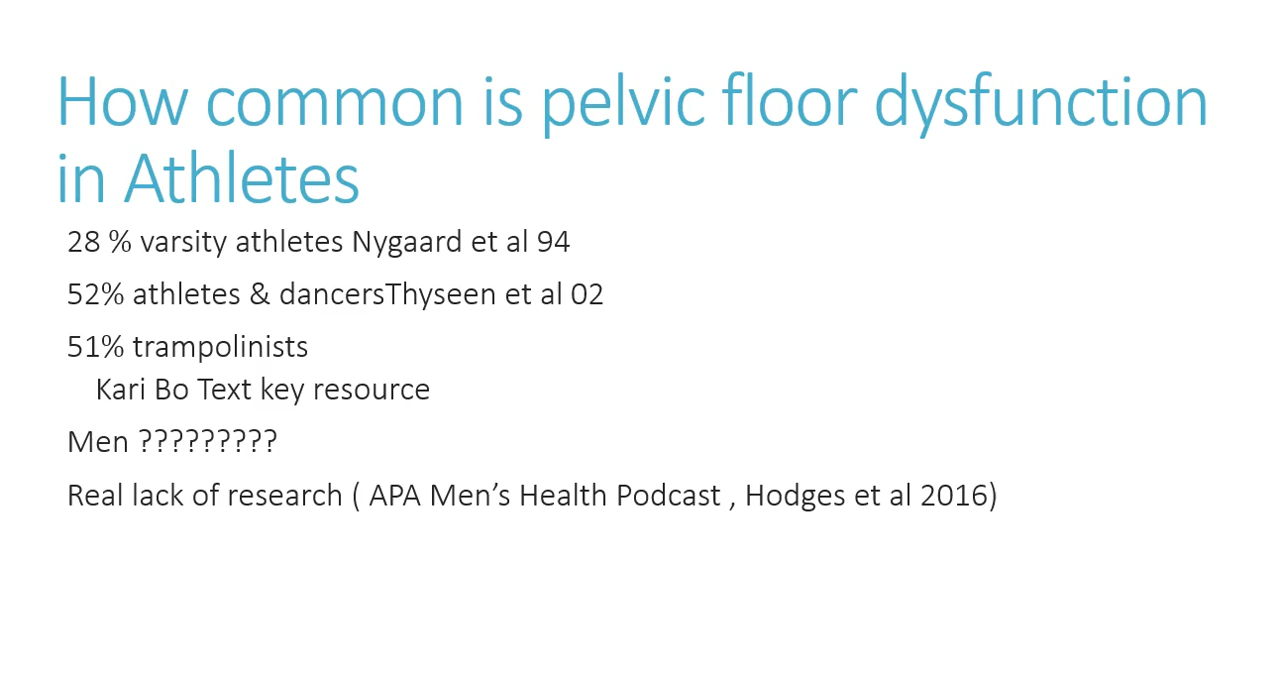 How common is pelvic floor dysfunction
in Athletes
28 % varsity athletes Nygaard et al 94
52% athletes & dancersThyseen et al 02
51% trampolinists
Kari Bo Text key resource
Men ?????????
Real lack of research ( APA Men’s Health Podcast , Hodges et al 2016)